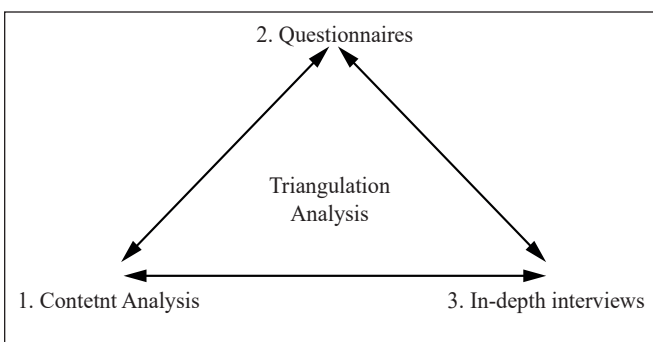 2. Questionnaires
Triangulation
Analysis
1. Contetnt Analysis
3. In-depth interviews